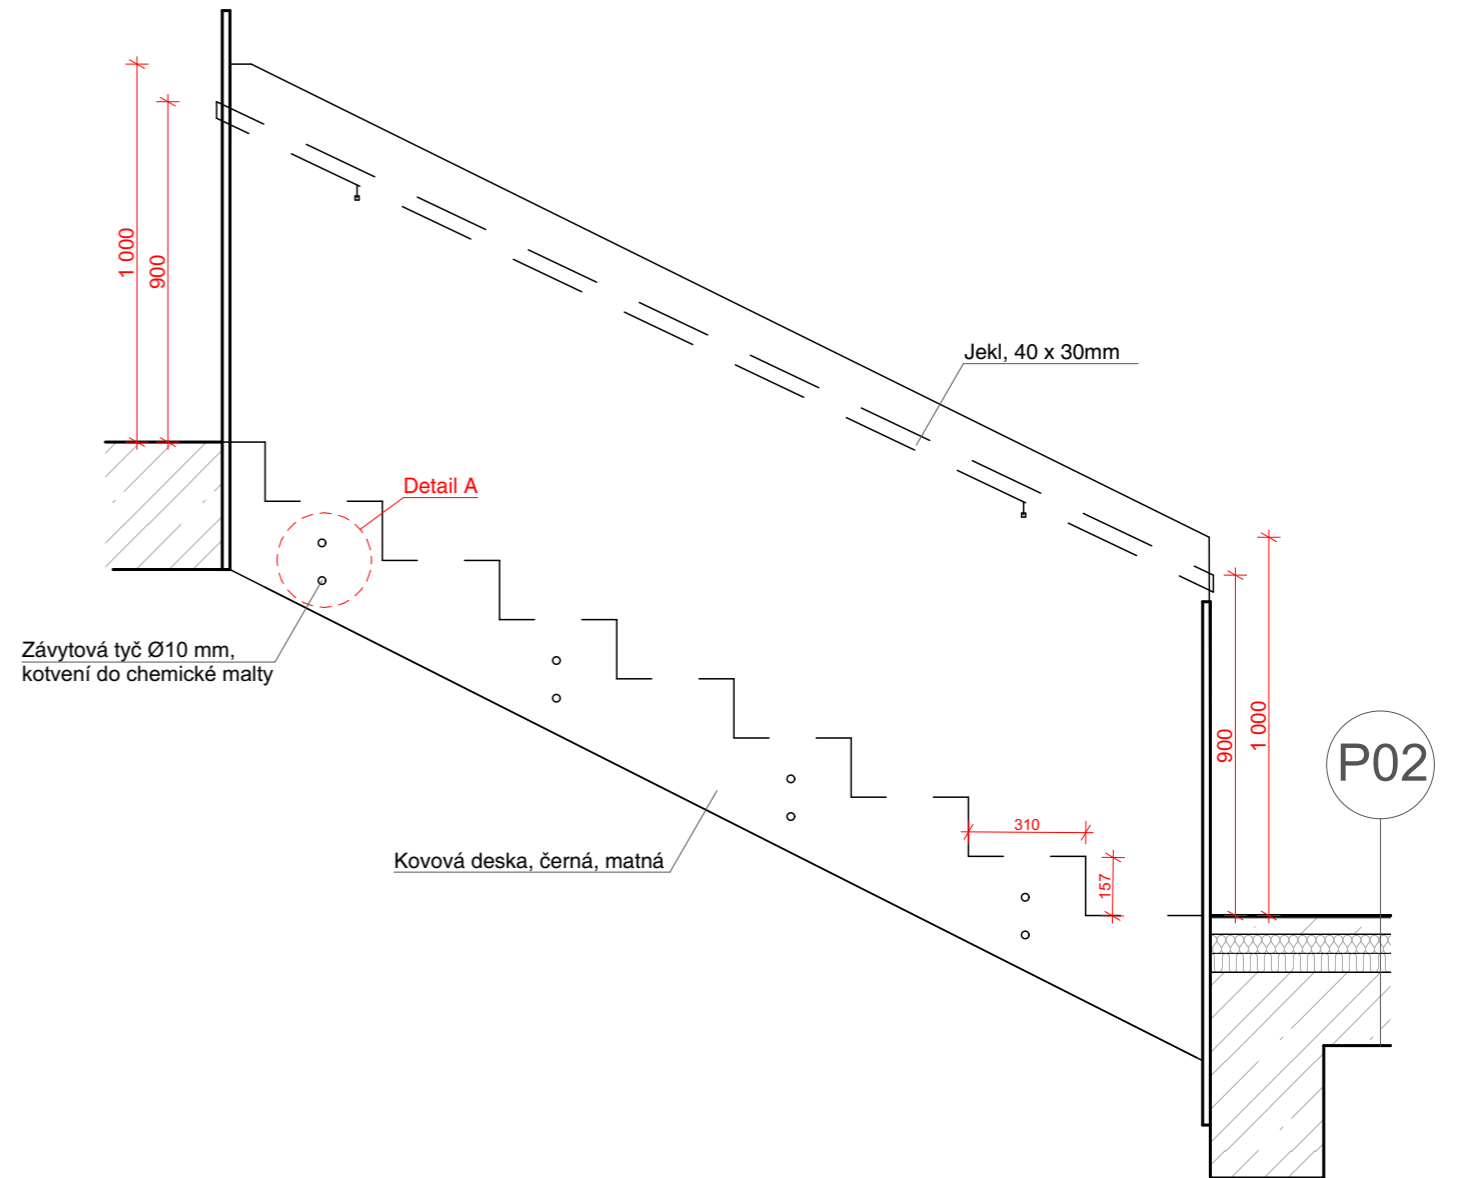 1 000
900
Jekl, 40 x 30mm
Detail A
Závytová tyč Ø10 mm,
kotvení do chemické malty
Kovová deska, černá, matná
310
157
900
1 000
P02